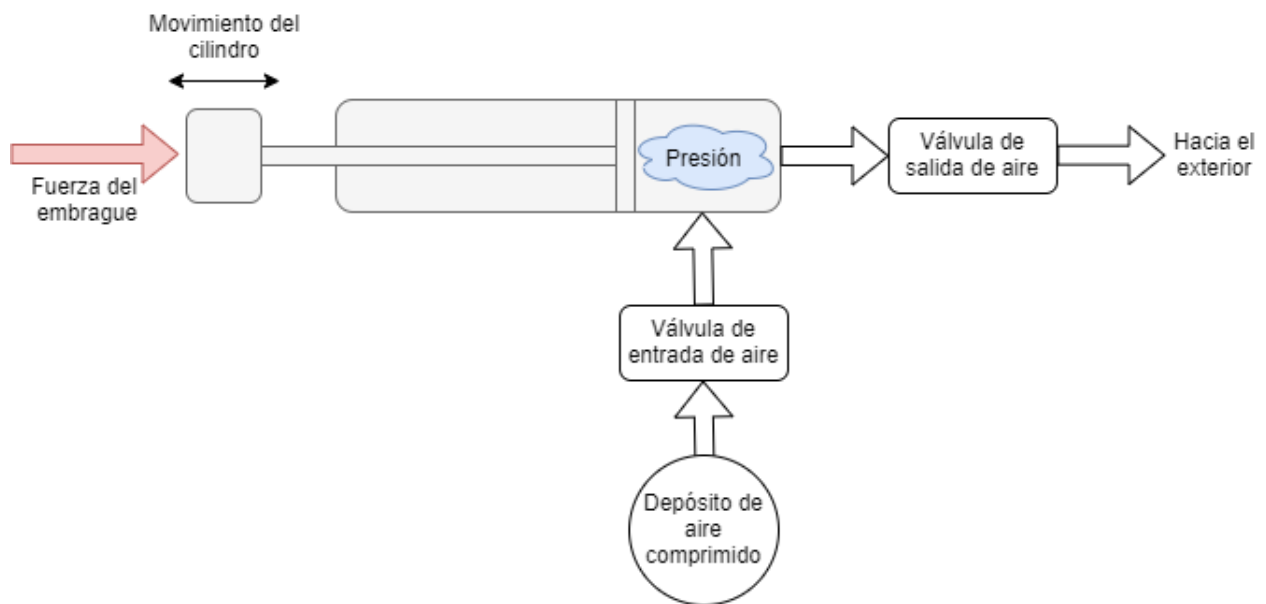 Movimiento del
cilindro
Fuerza del
embrague
Presión
Válvula de
salida de aire
Hacia el
exterior
Válvula de
entrada de aire
Depósito de
aire
comprimido